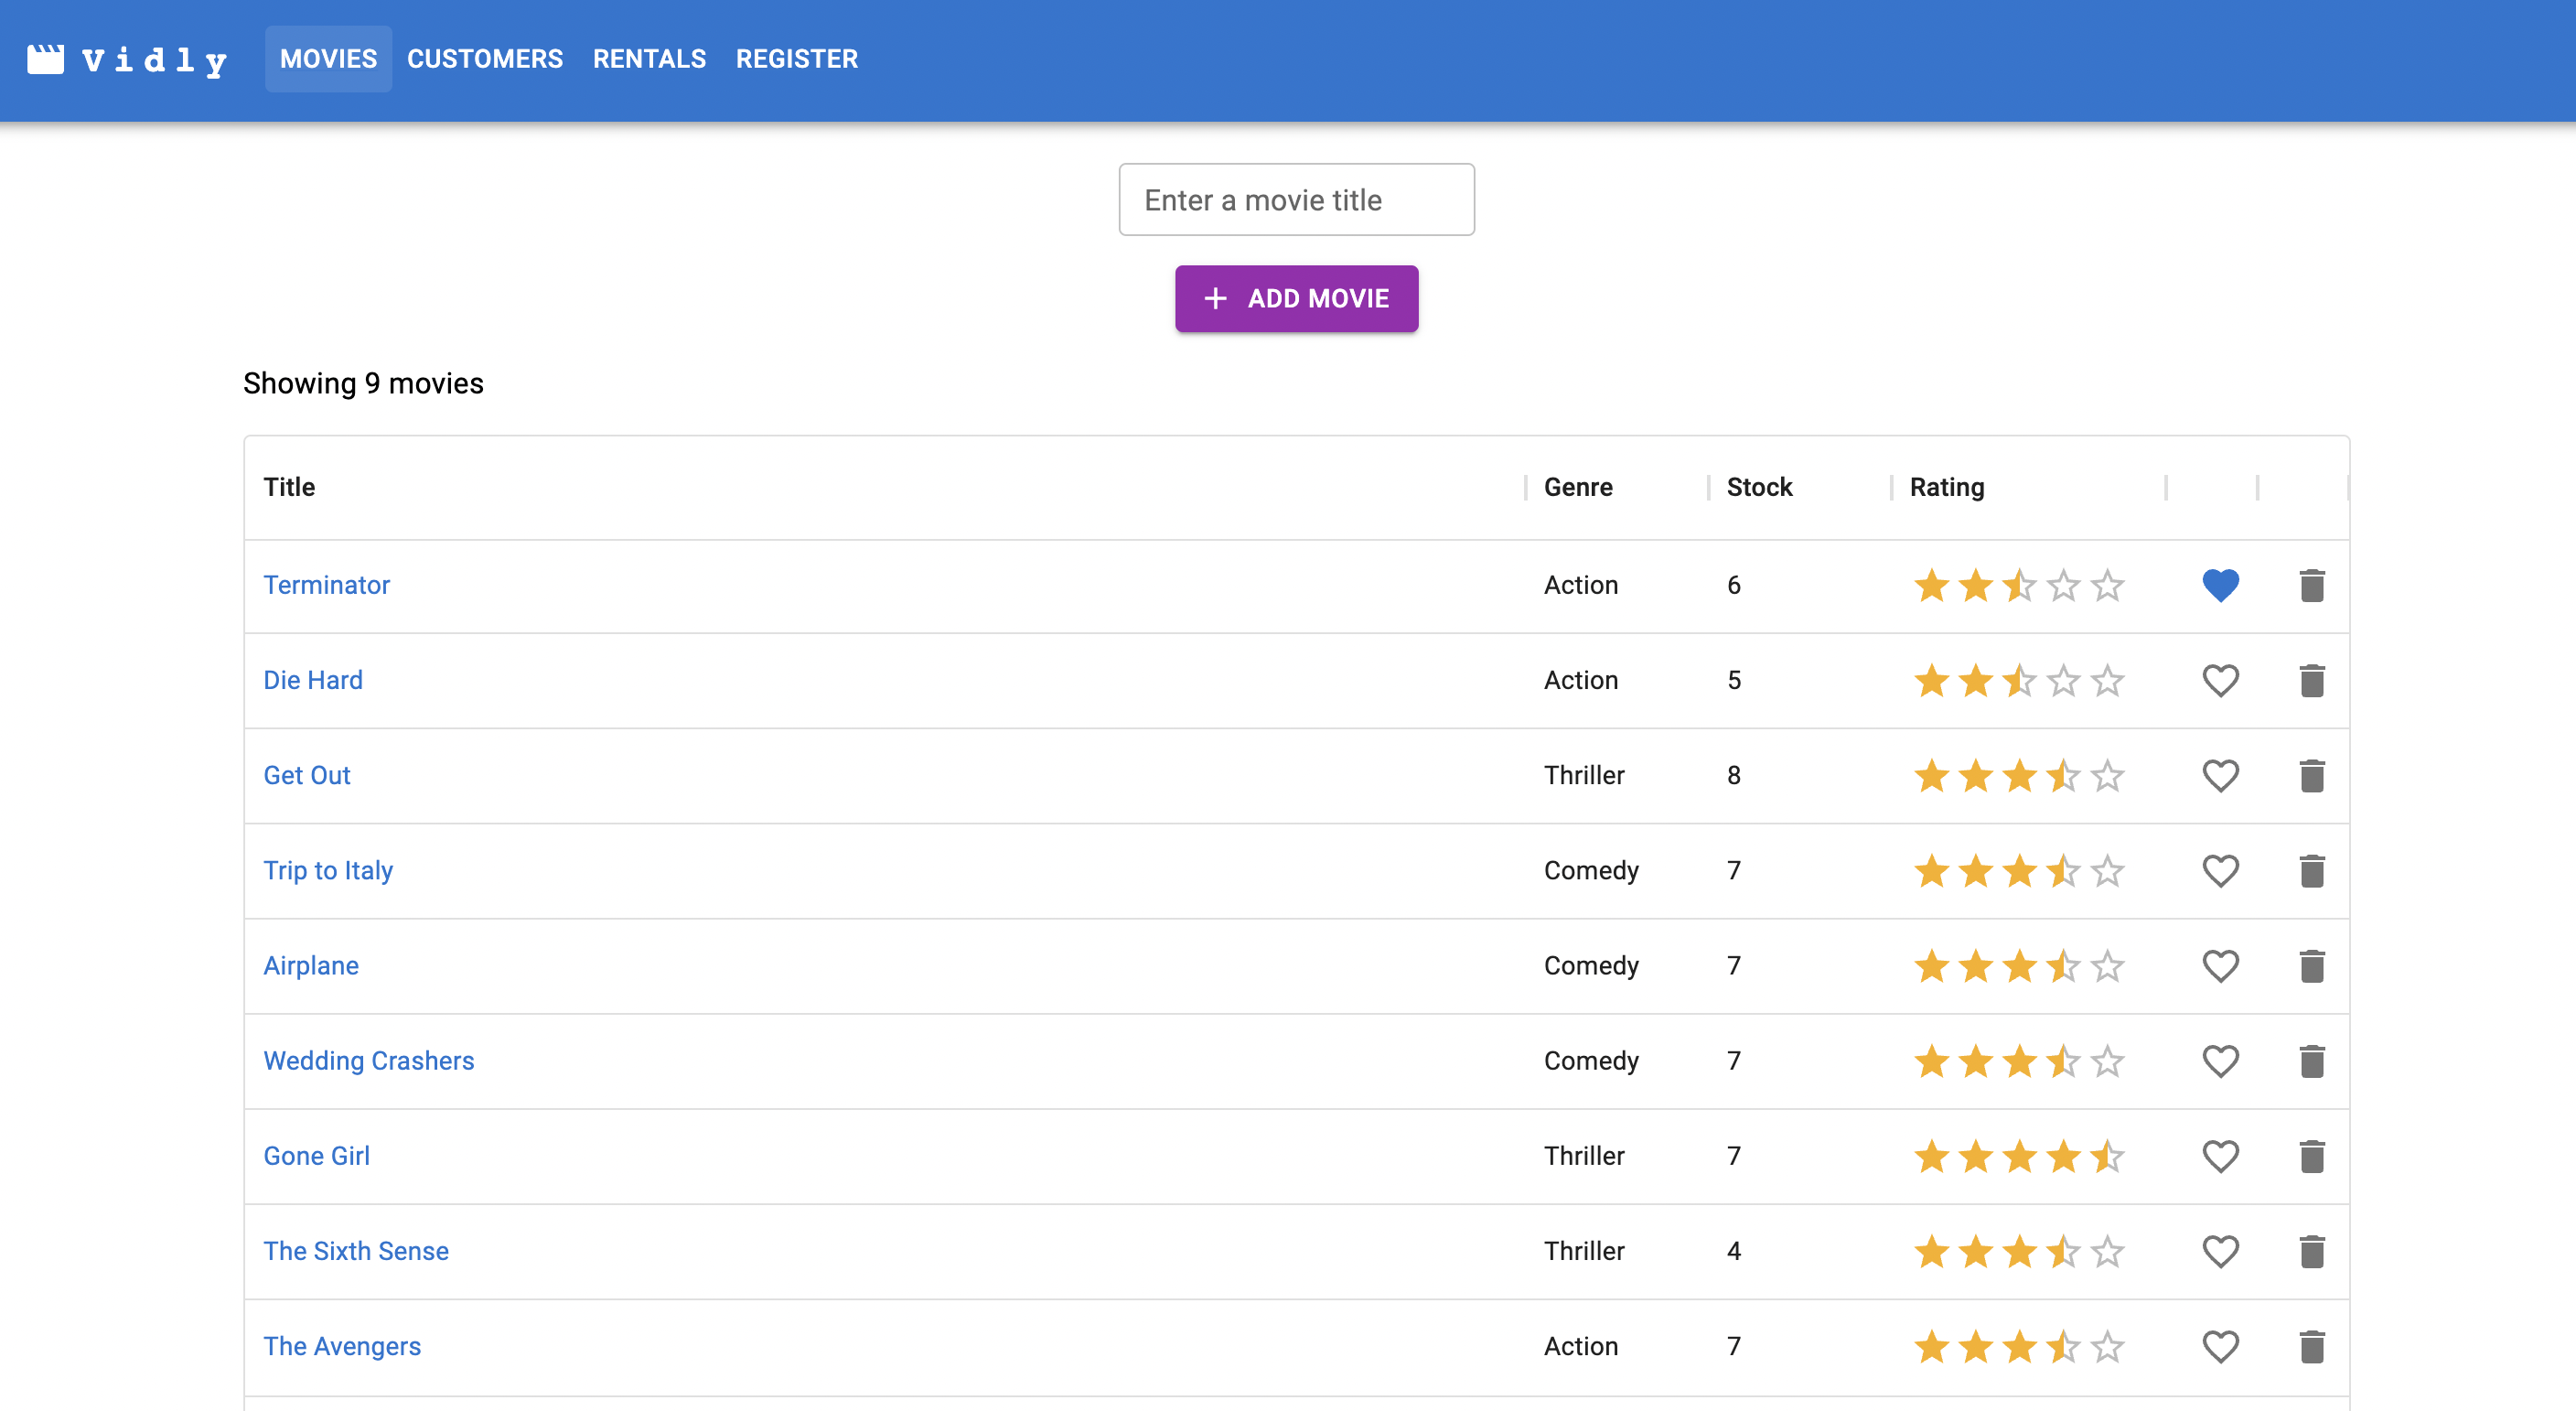 Vidly MOVIES CUSTOMERS RENTALS REGISTER
Enter a movie title
+ ADD MOVIE
Showing 9 movies
Title Genre Stock Rating
Terminator Action 6
Die Hard Action 5
Get Out Thriller 8
Trip to Italy Comedy 7
Airplane Comedy 7
Wedding Crashers Comedy 7
Gone Girl Thriller 7
The Sixth Sense Thriller 4
The Avengers Action 7